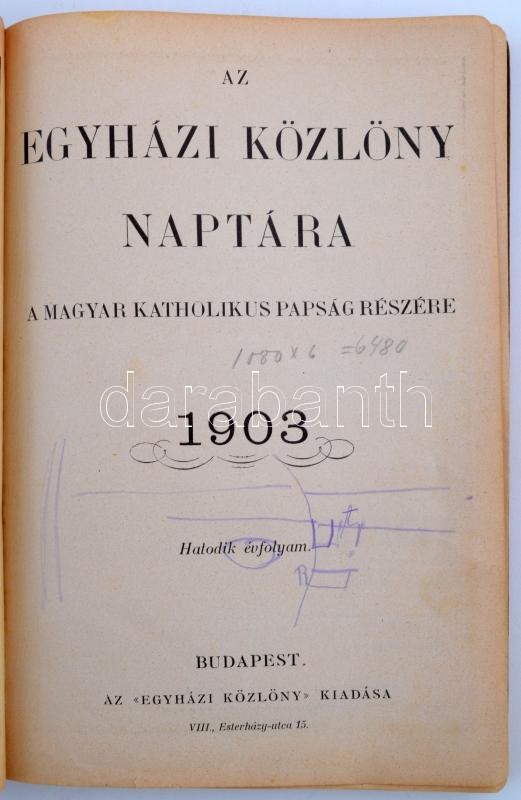 AZ
EGYHÁZI KÖZLÖNY
NAPTÁRA
A MAGYAR KATHOLIKUS PAPSÁG RÉSZÉRE
1080 x 6 = 6480
darabanth
1903
Hatodik évfolyam.
R
BUDAPEST.
AZ «EGYHÁZI KÖZLÖNY» KIADÁSA
VIII., Esterházy-utca 15.